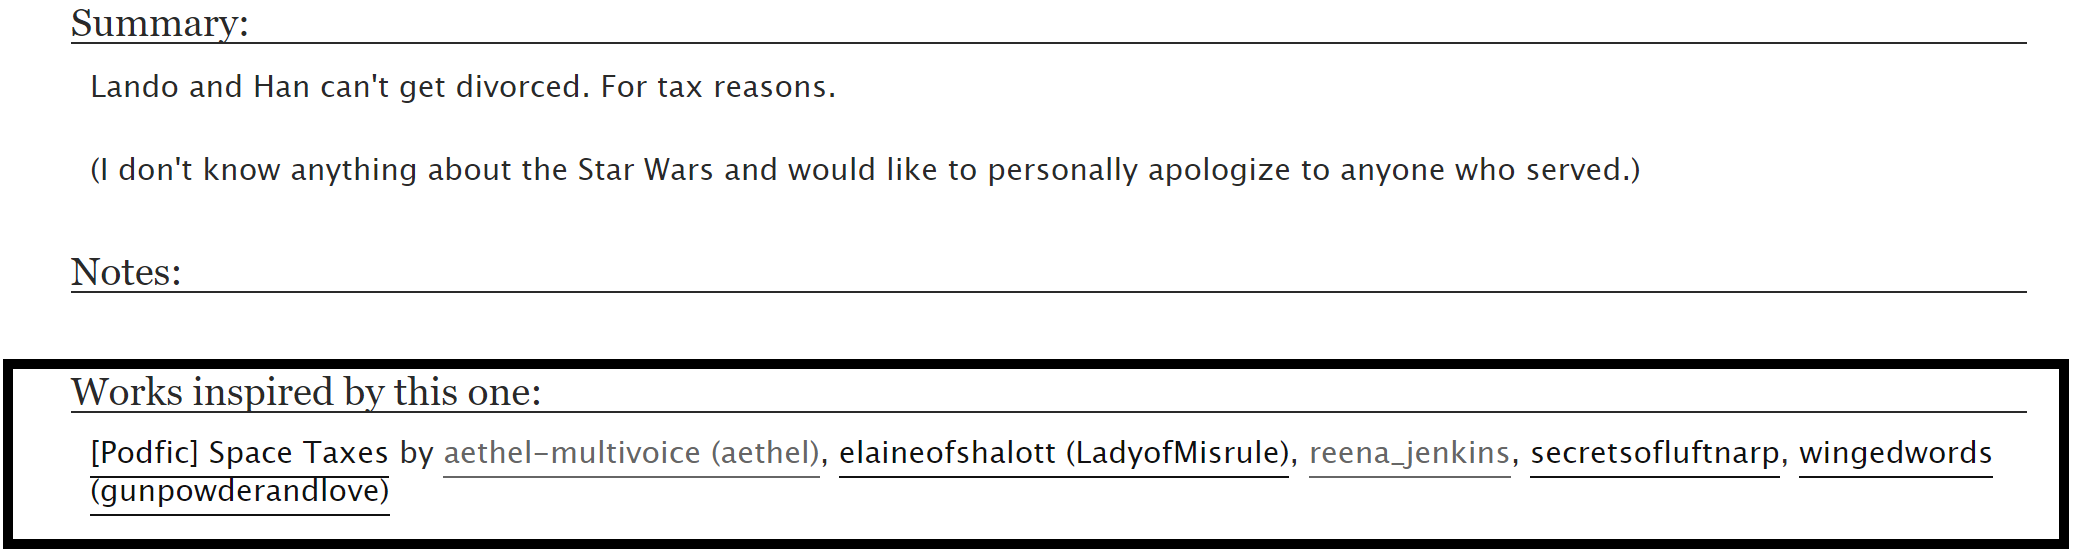 Summary:
Lando and Han can't get divorced. For tax reasons.
(I don't know anything about the Star Wars and would like to personally apologize to anyone who served.)
Notes:
Works inspired by this one:
[Podfic] Space Taxes by aethel-multivoice (aethel), elaineofshalott (LadyofMisrule), reena_jenkins, secretsofluftnarp, wingedwords
(gunpowderandlove)